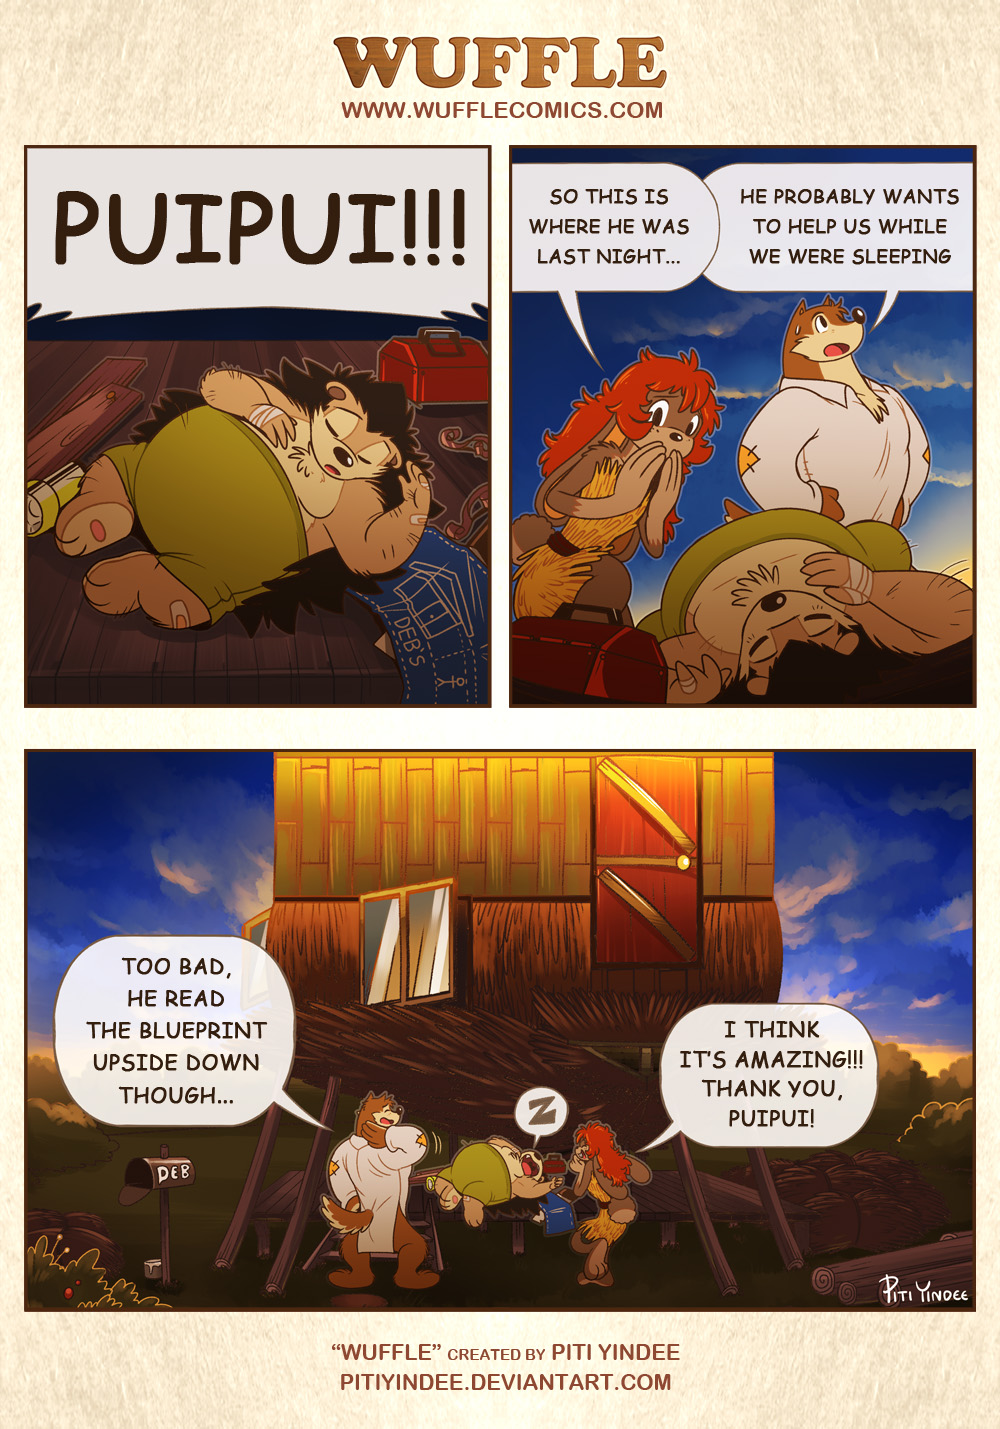 WUFFLE
WWW.WUFFLECOMICS.COM
PUIPUI!!!
DEB'S
SO THIS IS
WHERE HE WAS
LAST NIGHT...
HE PROBABLY WANTS
TO HELP US WHILE
WE WERE SLEEPING
TOO BAD,
HE READ
THE BLUEPRINT
UPSIDE DOWN
THOUGH...
I THINK
IT'S AMAZING!!!
THANK YOU,
PUIPUI!
Z
DEB
PITI YINDEE
"WUFFLE" CREATED BY PITI YINDEE
PITIYINDEE.DEVIANTART.COM